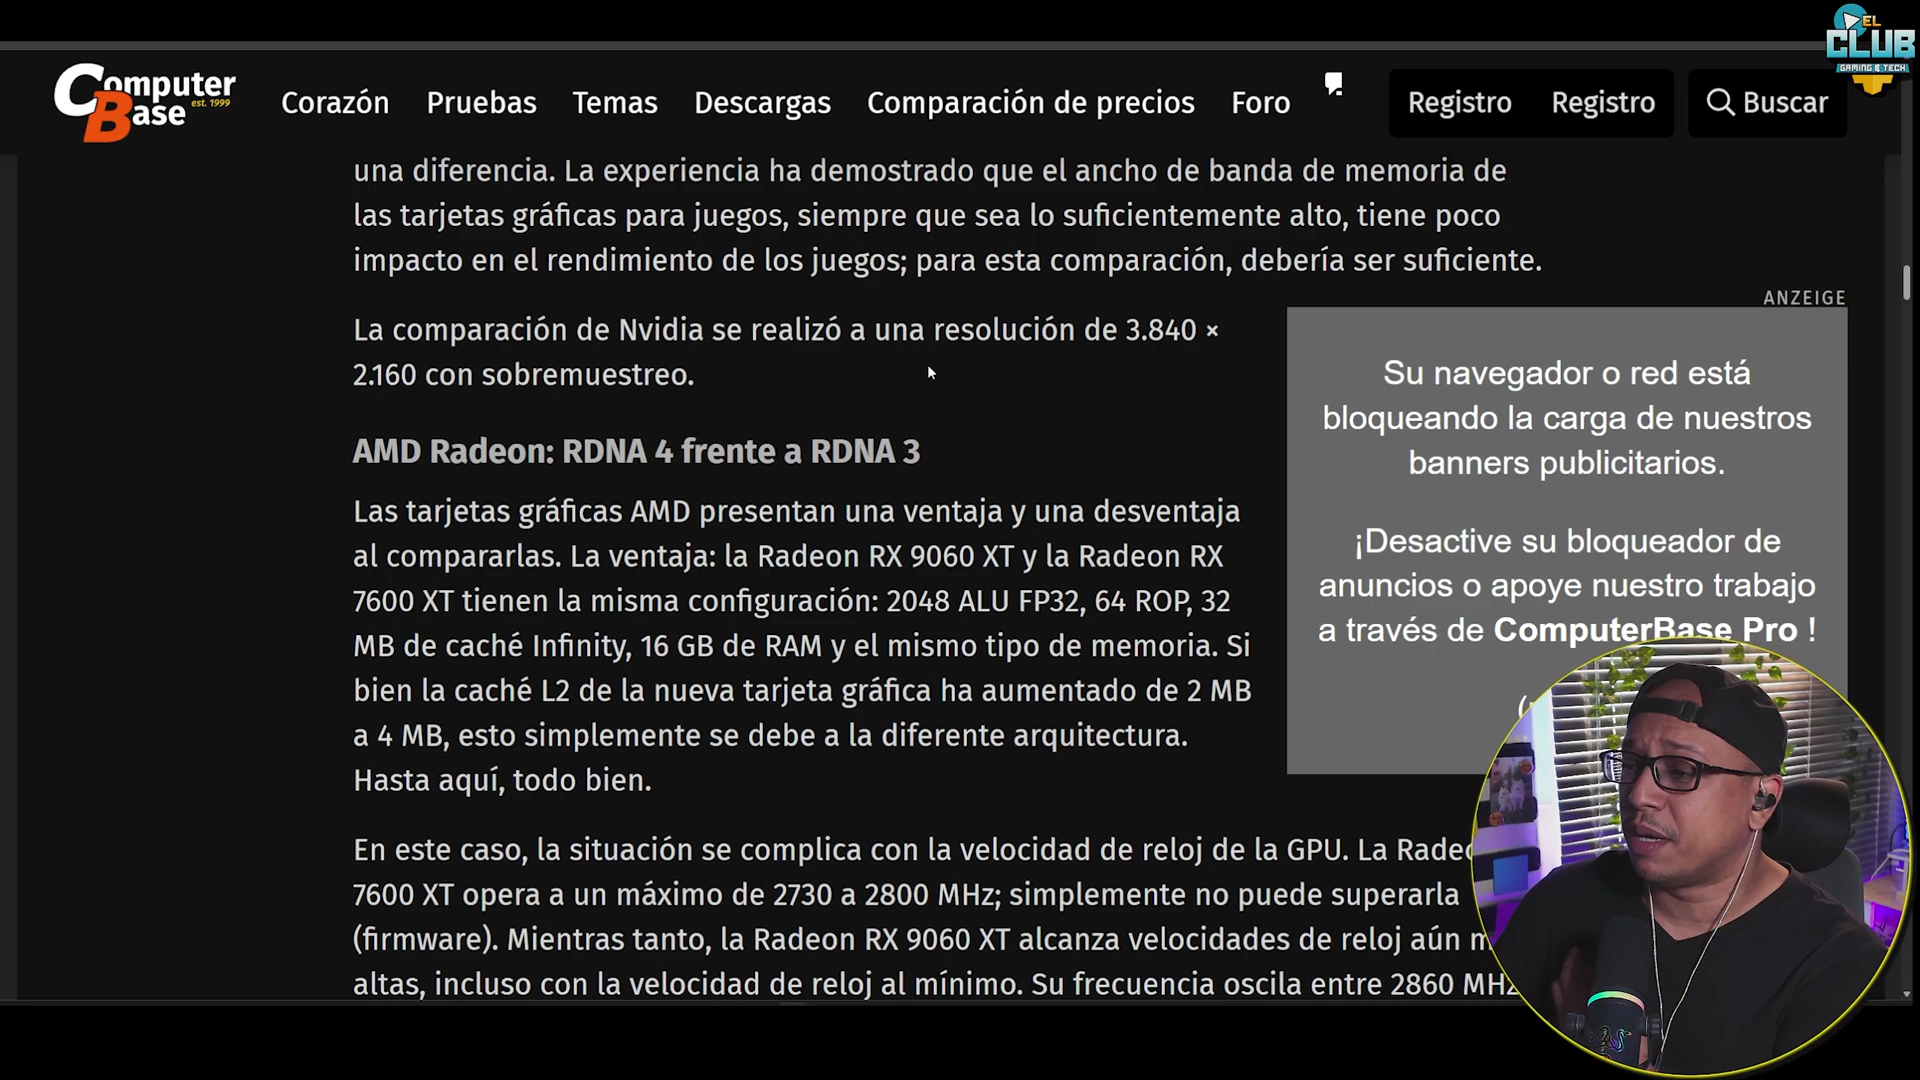 EL
CLUB
GAMING & TECH
Computer
Base
est. 1999
Corazón Pruebas Temas Descargas Comparación de precios Foro
Registro Registro Buscar
una diferencia. La experiencia ha demostrado que el ancho de banda de memoria de
las tarjetas gráficas para juegos, siempre que sea lo suficientemente alto, tiene poco
impacto en el rendimiento de los juegos; para esta comparación, debería ser suficiente.
La comparación de Nvidia se realizó a una resolución de 3.840 ×
2.160 con sobremuestreo.
AMD Radeon: RDNA 4 frente a RDNA 3
Las tarjetas gráficas AMD presentan una ventaja y una desventaja
al compararlas. La ventaja: la Radeon RX 9060 XT y la Radeon RX
7600 XT tienen la misma configuración: 2048 ALU FP32, 64 ROP, 32
MB de caché Infinity, 16 GB de RAM y el mismo tipo de memoria. Si
bien la caché L2 de la nueva tarjeta gráfica ha aumentado de 2 MB
a 4 MB, esto simplemente se debe a la diferente arquitectura.
Hasta aquí, todo bien.
ANZEIGE
Su navegador o red está
bloqueando la carga de nuestros
banners publicitarios.
¡Desactive su bloqueador de
anuncios o apoye nuestro trabajo
a través de ComputerBase Pro !
En este caso, la situación se complica con la velocidad de reloj de la GPU. La
7600 XT opera a un máximo de 2730 a 2800 MHz; simplemente no puede superarla
(firmware). Mientras tanto, la Radeon RX 9060 XT alcanza velocidades de reloj aún
altas, incluso con la velocidad de reloj al mínimo. Su frecuencia oscila entre 2860 MHz